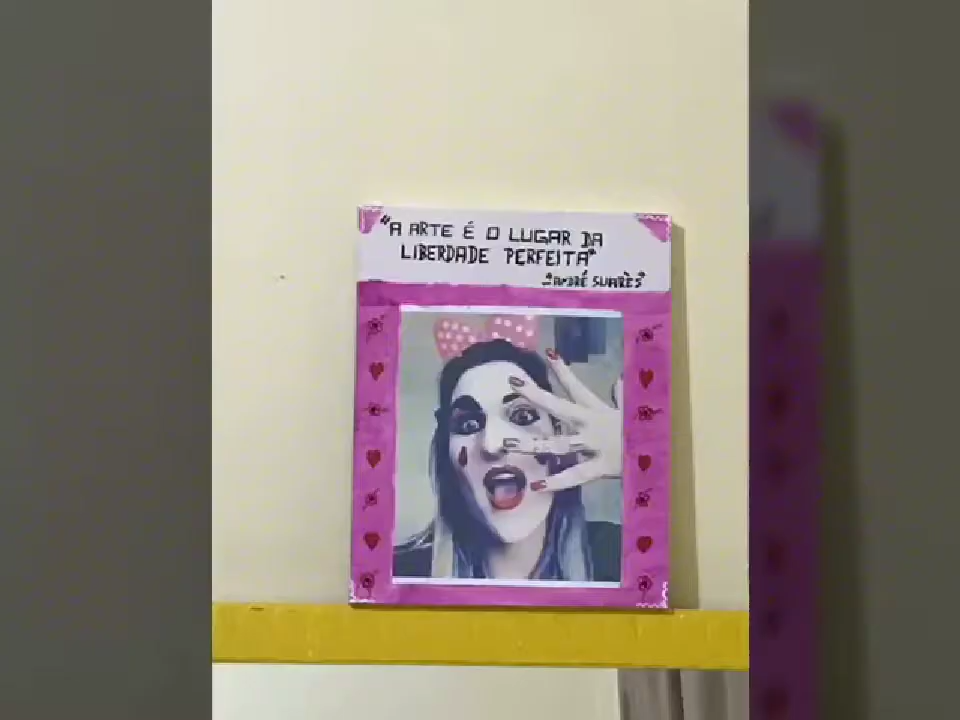 "A ARTE É O LUGAR DA
LIBERDADE PERFEITA"
"ANDRÉ SUARÈS"